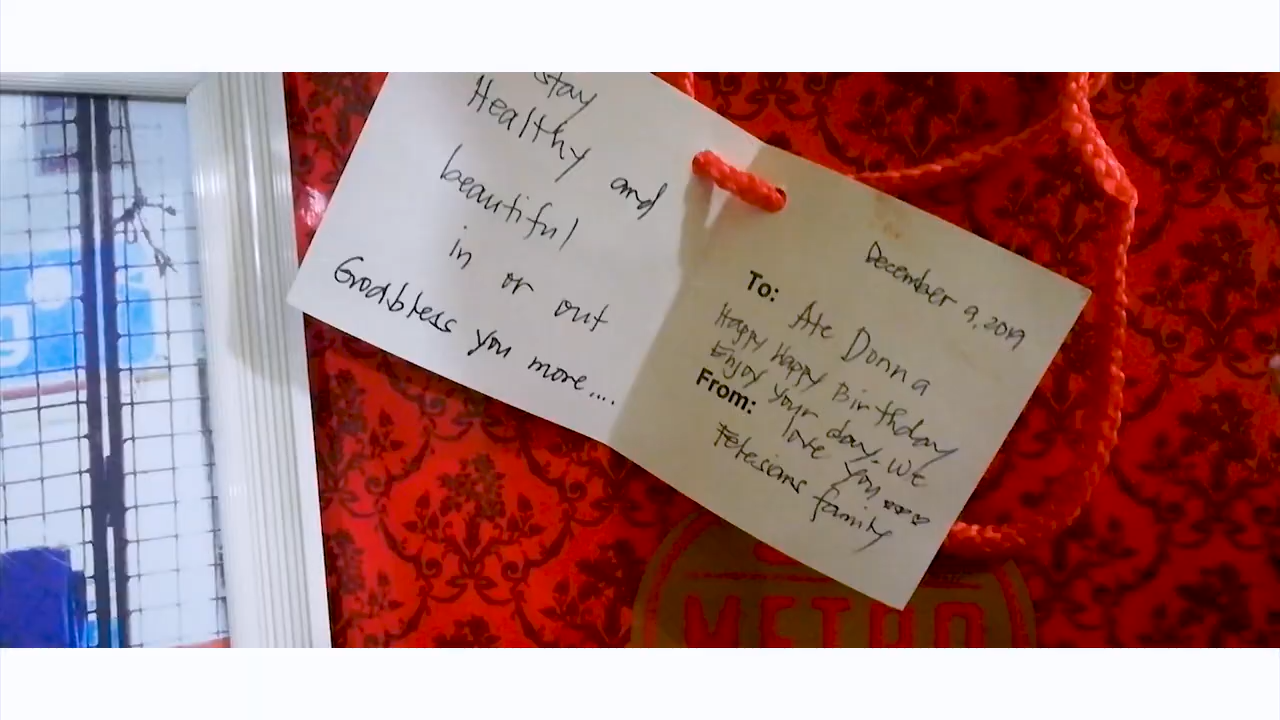 stay
Healthy and
beautiful
in or out
Godbless you more....
December 9, 2019
To: Ate Donna
Happy Happy Birthday
Enjoy your day. We
From: love you ♡♡♡
family
METRO
g